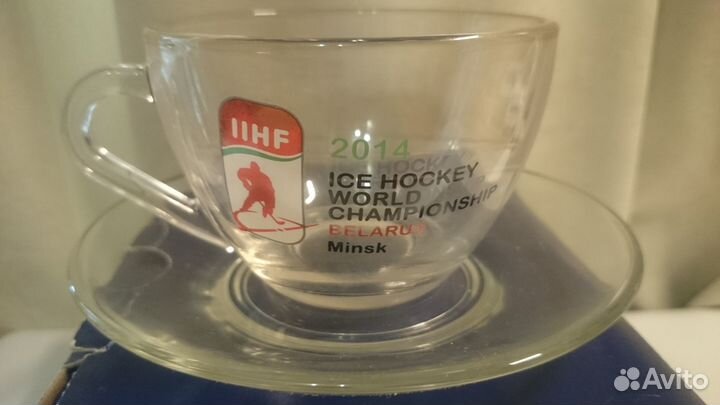 IIHF
2014
ICE HOCKEY
WORLD
CHAMPIONSHIP
BELARUS
Minsk
Avito